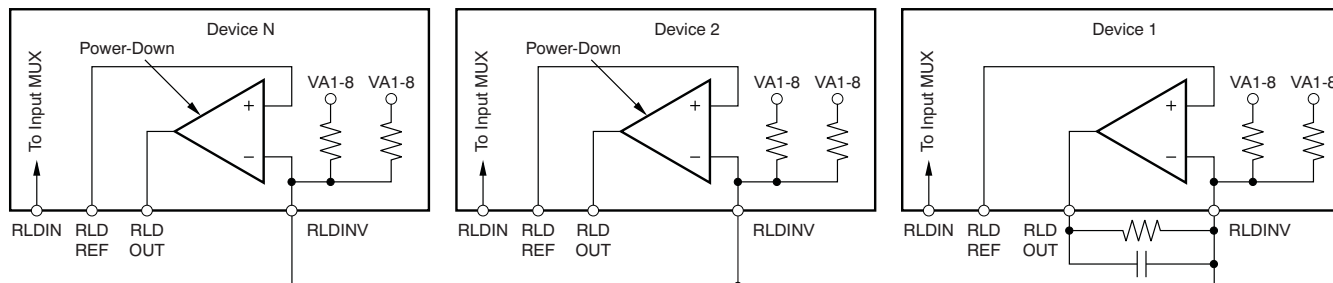 Device N
Power-Down
To Input MUX
VA1-8 VA1-8
+
−
RLDIN
RLD
REF
RLD
OUT
RLDINV
Device 2
Power-Down
To Input MUX
VA1-8 VA1-8
+
−
RLDIN
RLD
REF
RLD
OUT
RLDINV
Device 1
To Input MUX
VA1-8 VA1-8
+
−
RLDIN
RLD
REF
RLD
OUT
RLDINV